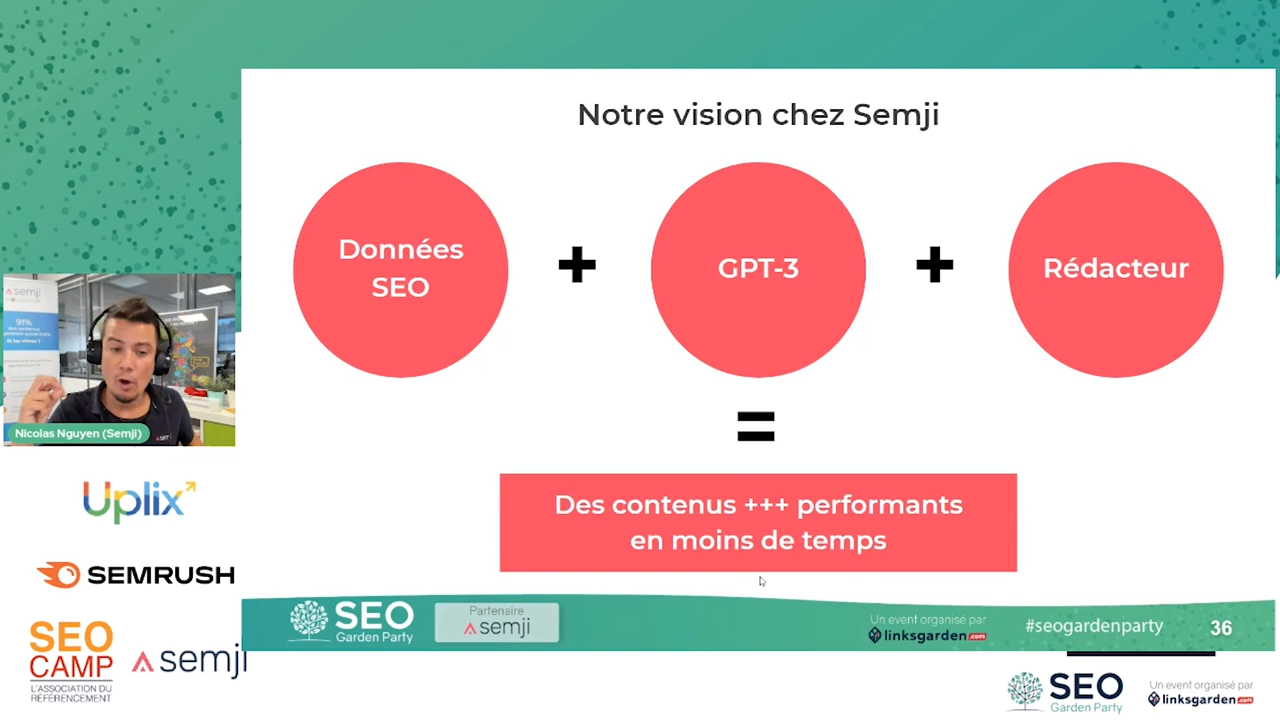 Notre vision chez Semji
Données
SEO
+
GPT-3
+
Rédacteur
=
Des contenus +++ performants
en moins de temps
semji
91%
Nicolas Nguyen (Semji)
Uplix
SEMRUSH
SEO
CAMP
L'ASSOCIATION DU
RÉFÉRENCEMENT
semji
SEO
Garden Party
Partenaire
semji
Un event organisé par
linksgarden.com
#seogardenparty
36
SEO
Garden Party
Un event organisé par
linksgarden.com